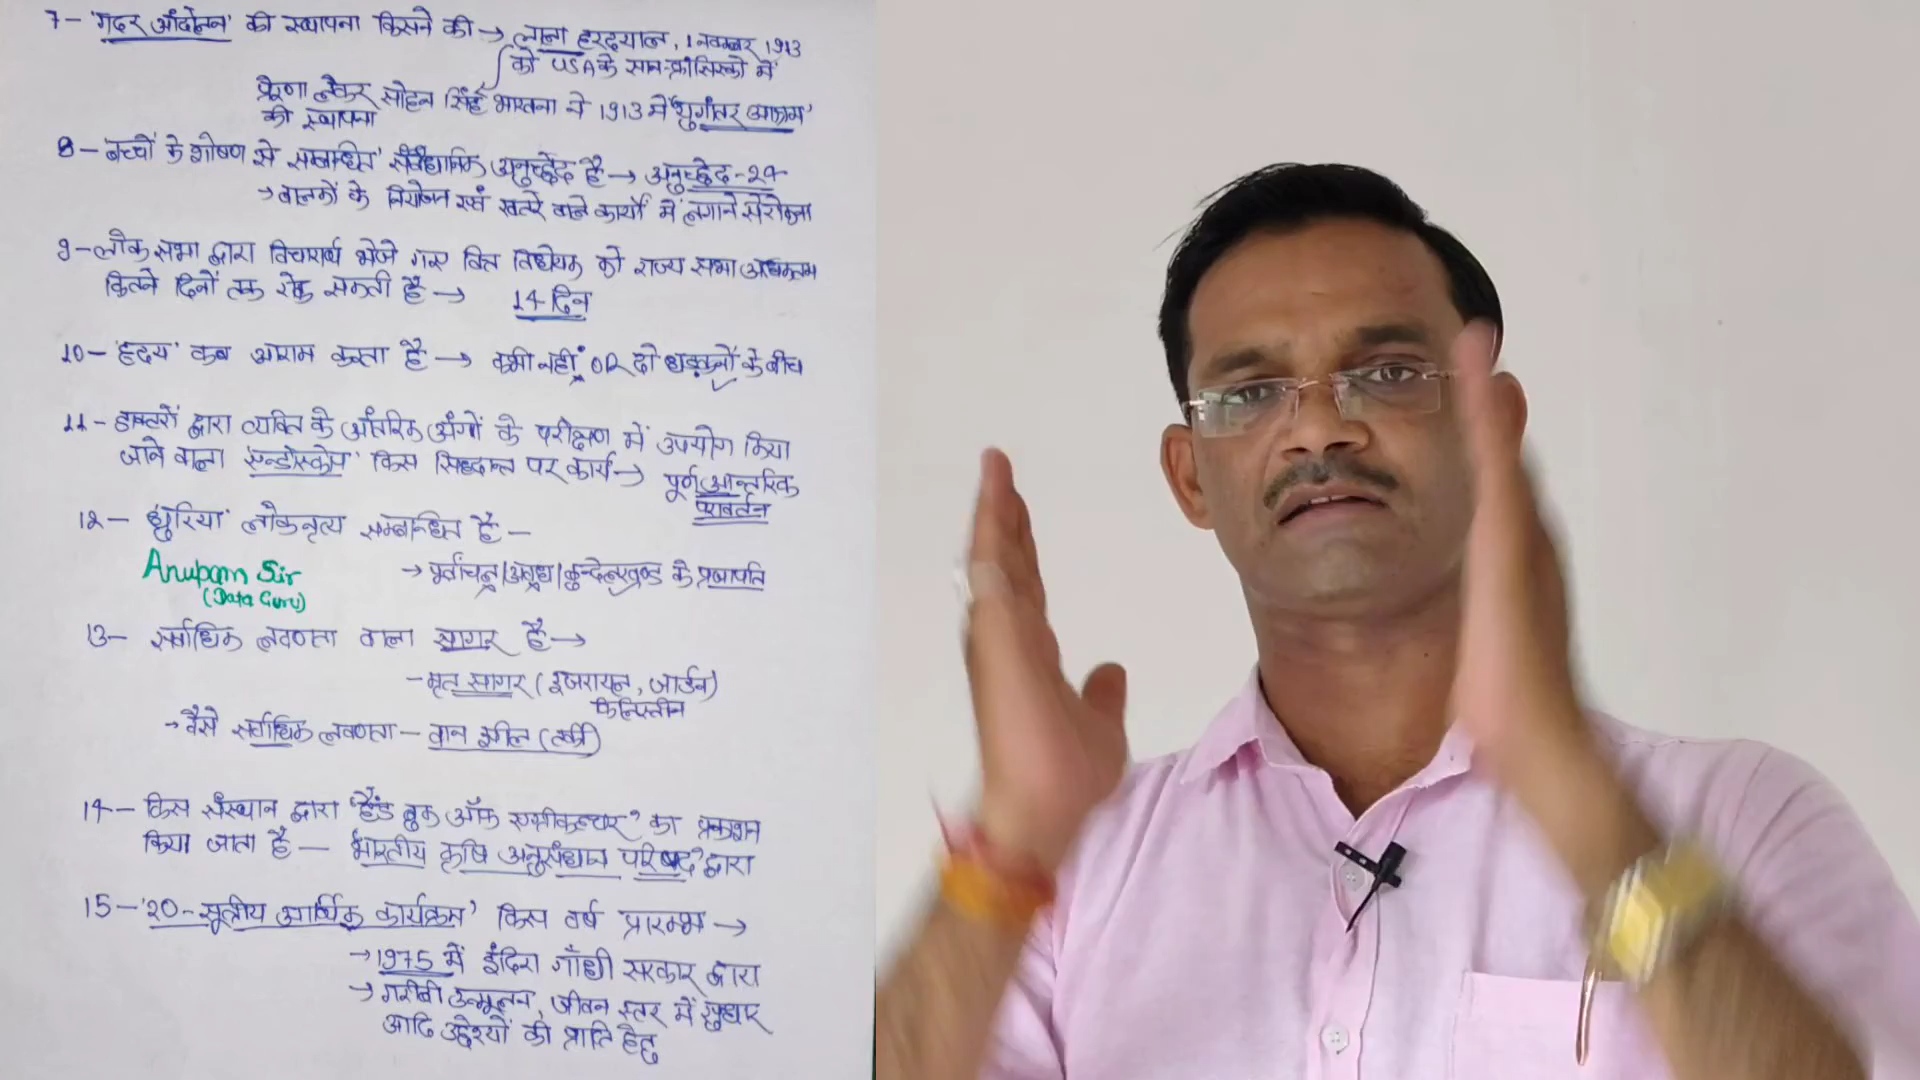 7- 'गदर आंदोलन' की स्थापना किसने की → लाला हरदयाल, 1 नवम्बर 1913
को USA के सान-फ्रांसिस्को में
प्रेरणा लेकर सोहन सिंह भाखना ने 1913 में 'युगांतर आश्रम'
की स्थापना
8- बच्चों के शोषण से सम्बन्धित संवैधानिक अनुच्छेद है → अनुच्छेद-24
→ बालकों के नियोजन एवं खतरे वाले कार्यों में लगाने से रोकना
9- लोक सभा द्वारा विचारार्थ भेजे गए वित्त विधेयक को राज्य सभा अधिकतम
कितने दिनों तक रोक सकती है → 14 दिन
10- 'हृदय' कब आराम करता है → कभी नहीं OR दो धड़कनों के बीच
11- डाक्टरों द्वारा व्यक्ति के आंतरिक अंगों के परीक्षण में उपयोग किया
जाने वाला 'एन्डोस्कोप' किस सिद्धान्त पर कार्य → पूर्ण आन्तरिक
परावर्तन
12- धुरिया लोकनृत्य सम्बन्धित है -
Anupam Sir
(Data Guru)
→ पूर्वांचल/अवध/बुन्देलखण्ड के प्रजापति
13- सर्वाधिक लवणता वाला सागर है →
- मृत सागर (इजरायल, जार्डन)
फिलिस्तीन
→ वैसे सर्वाधिक लवणता - वान झील (तुर्की)
14- किस संस्थान द्वारा 'हैंड बुक ऑफ एग्रीकल्चर' का प्रकाशन
किया जाता है - 'भारतीय कृषि अनुसंधान परिषद' द्वारा
15- '20-सूत्रीय आर्थिक कार्यक्रम' किस वर्ष प्रारम्भ →
→ 1975 में इंदिरा गाँधी सरकार द्वारा
→ गरीबी उन्मूलन, जीवन स्तर में सुधार
आदि उद्देश्यों की प्राप्ति हेतु